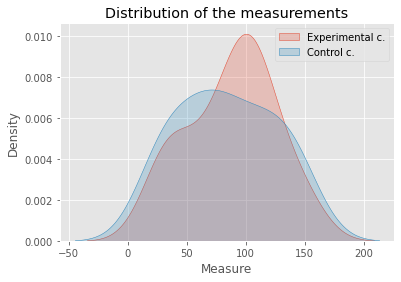 Distribution of the measurements
Experimental c.
Control c.
0.010
0.008
0.006
0.004
0.002
0.000
Density
−50
0
50
100
150
200
Measure